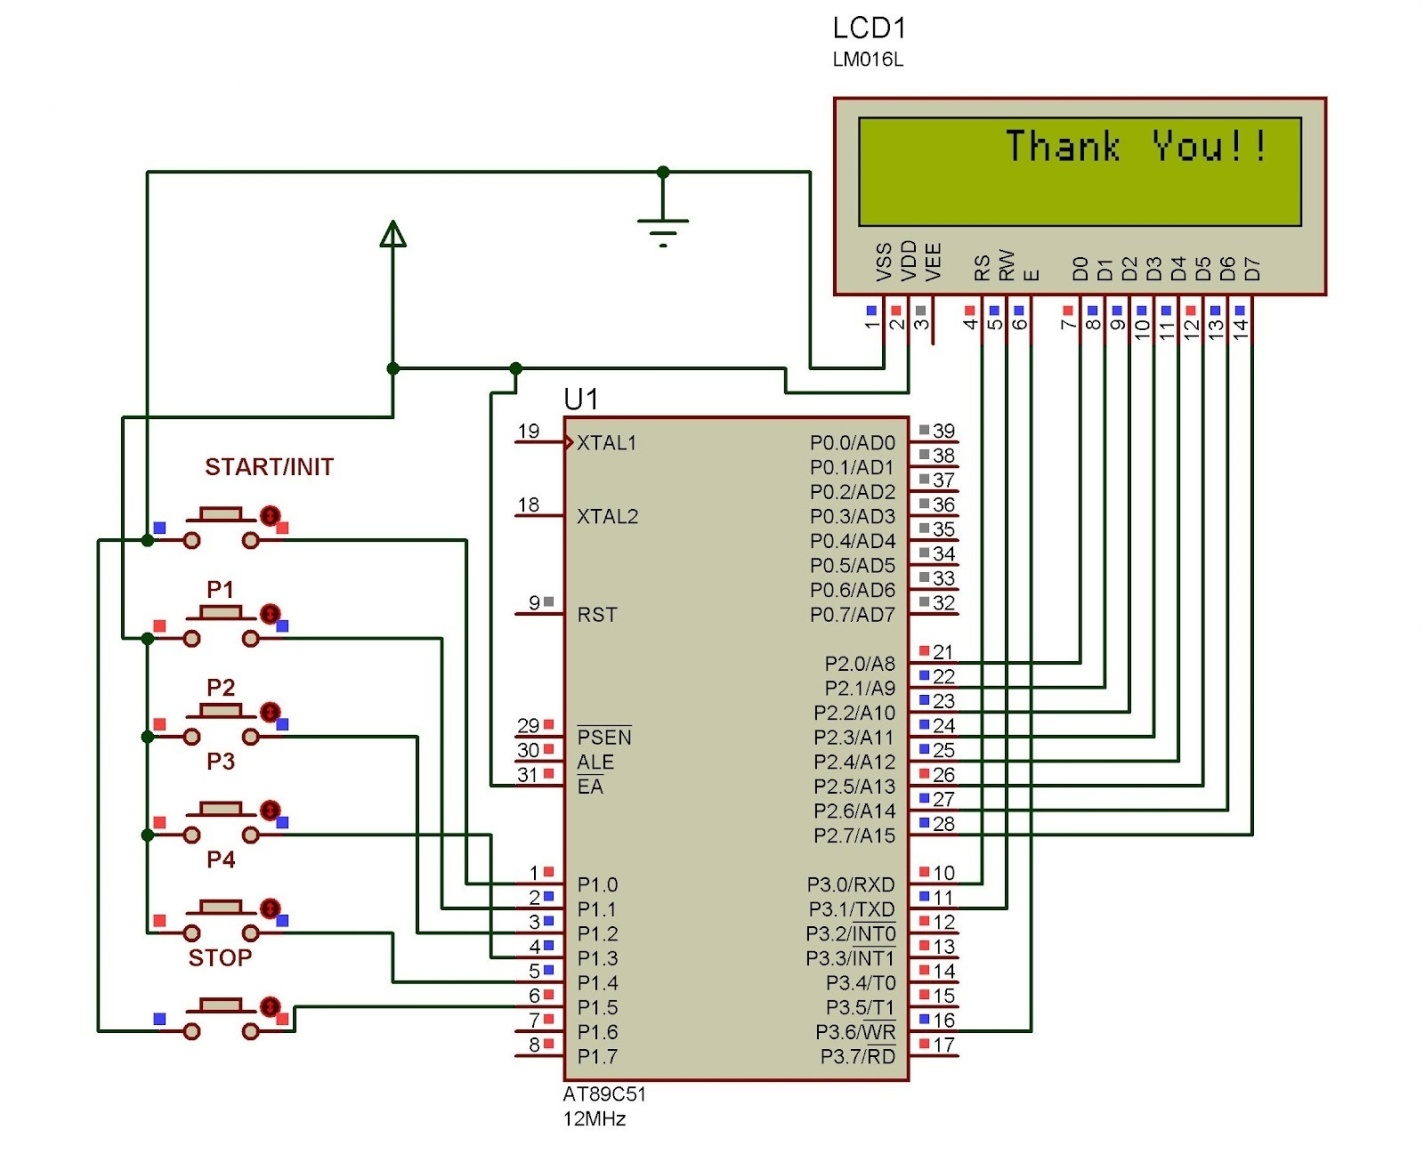 LCD1
LM016L
Thank You!!
VSS
VDD
VEE
RS
RW
E
D0
D1
D2
D3
D4
D5
D6
D7
1
2
3
4
5
6
7
8
9
10
11
12
13
14
U1
19 XTAL1
18 XTAL2
9 RST
29 PSEN
30 ALE
31 EA
1 P1.0
2 P1.1
3 P1.2
4 P1.3
5 P1.4
6 P1.5
7 P1.6
8 P1.7
P0.0/AD0 39
P0.1/AD1 38
P0.2/AD2 37
P0.3/AD3 36
P0.4/AD4 35
P0.5/AD5 34
P0.6/AD6 33
P0.7/AD7 32
P2.0/A8 21
P2.1/A9 22
P2.2/A10 23
P2.3/A11 24
P2.4/A12 25
P2.5/A13 26
P2.6/A14 27
P2.7/A15 28
P3.0/RXD 10
P3.1/TXD 11
P3.2/INT0 12
P3.3/INT1 13
P3.4/T0 14
P3.5/T1 15
P3.6/WR 16
P3.7/RD 17
AT89C51
12MHz
START/INIT
P1
P2
P3
P4
STOP